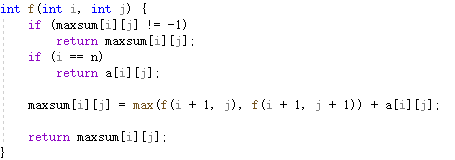 int f(int i, int j) {
    if (maxsum[i][j] != -1)
        return maxsum[i][j];
    if (i == n)
        return a[i][j];
    maxsum[i][j] = max(f(i + 1, j), f(i + 1, j + 1)) + a[i][j];
    return maxsum[i][j];
}